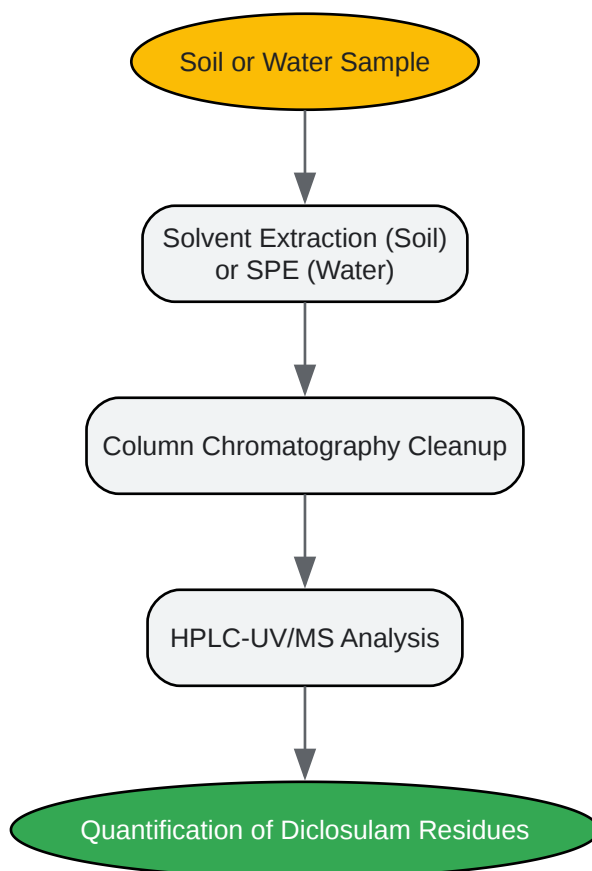 Soil or Water Sample
Solvent Extraction (Soil)
or SPE (Water)
Column Chromatography Cleanup
HPLC-UV/MS Analysis
Quantification of Diclosulam Residues